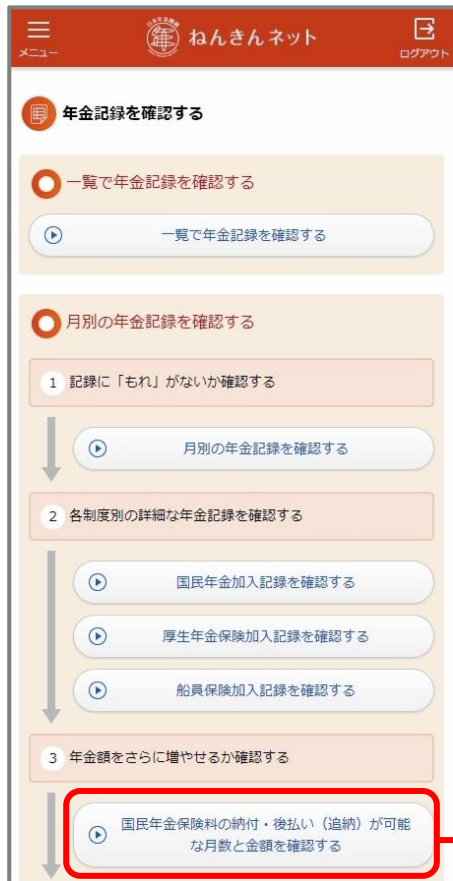 メニュー
年
ねんきんネット
ログアウト
年金記録を確認する
一覧で年金記録を確認する
一覧で年金記録を確認する
月別の年金記録を確認する
1 記録に「もれ」がないか確認する
月別の年金記録を確認する
2 各制度別の詳細な年金記録を確認する
国民年金加入記録を確認する
厚生年金保険加入記録を確認する
船員保険加入記録を確認する
3 年金額をさらに増やせるか確認する
国民年金保険料の納付・後払い（追納）が可能
な月数と金額を確認する